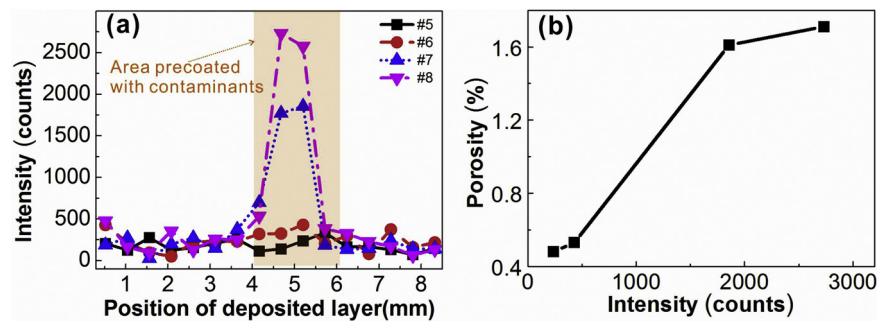 (a)
#5
#6
#7
#8
Area precoated
with contaminants
Intensity (counts)
2500
2000
1500
1000
500
0
1 2 3 4 5 6 7 8
Position of deposited layer(mm)
(b)
Porosity (%)
1.6
1.2
0.8
0.4
0 1000 2000 3000
Intensity (counts)